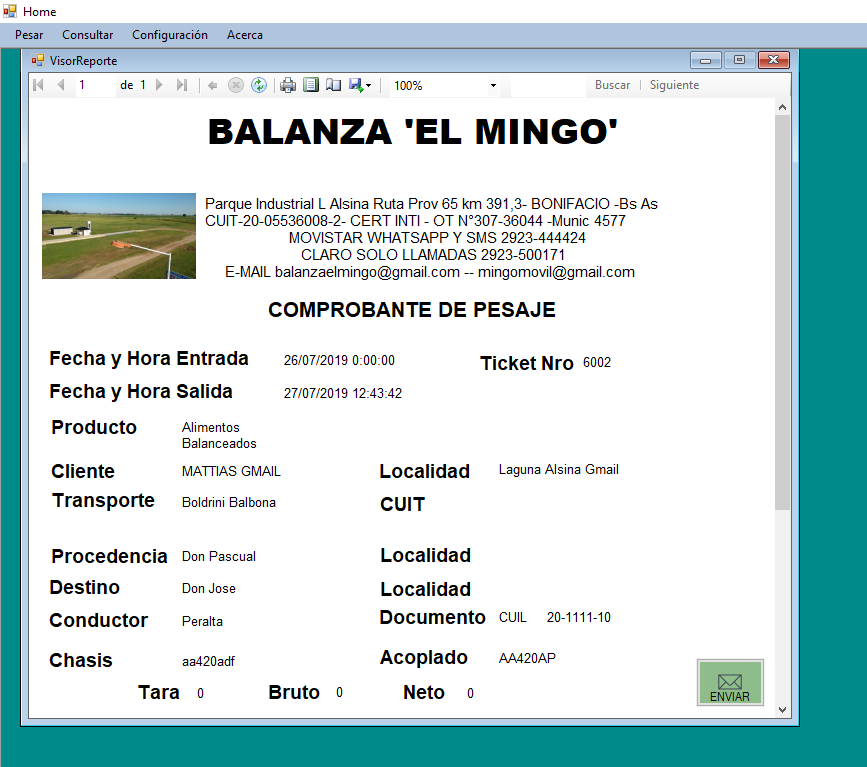 Home
Pesar Consultar Configuración Acerca
VisorReporte
1 de 1 100% Buscar Siguiente
BALANZA 'EL MINGO'
Parque Industrial L Alsina Ruta Prov 65 km 391,3- BONIFACIO -Bs As
CUIT-20-05536008-2- CERT INTI - OT N°307-36044 -Munic 4577
MOVISTAR WHATSAPP Y SMS 2923-444424
CLARO SOLO LLAMADAS 2923-500171
E-MAIL balanzaelmingo@gmail.com -- mingomovil@gmail.com
COMPROBANTE DE PESAJE
Fecha y Hora Entrada 26/07/2019 0:00:00 Ticket Nro 6002
Fecha y Hora Salida 27/07/2019 12:43:42
Producto Alimentos
Balanceados
Cliente MATTIAS GMAIL Localidad Laguna Alsina Gmail
Transporte Boldrini Balbona CUIT
Procedencia Don Pascual Localidad
Destino Don Jose Localidad
Conductor Peralta Documento CUIL 20-1111-10
Chasis aa420adf Acoplado AA420AP
Tara 0 Bruto 0 Neto 0
ENVIAR